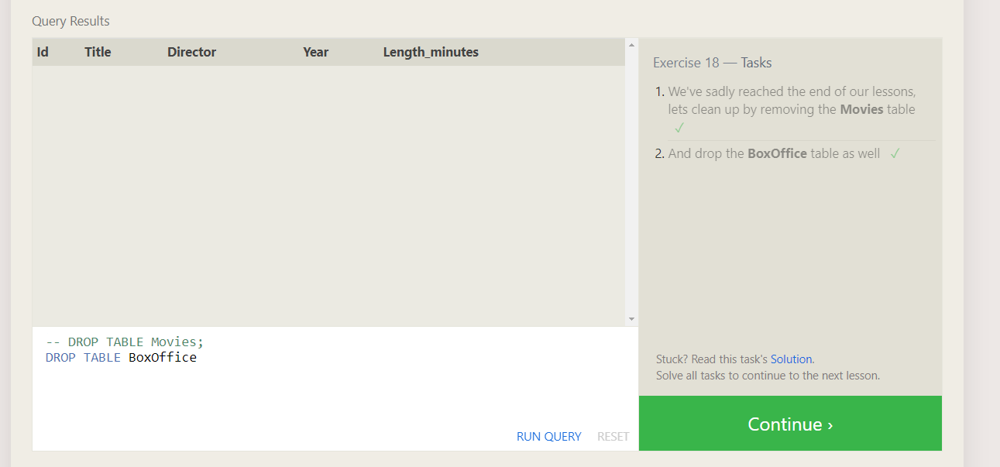 Query Results
Id Title Director Year Length_minutes
Exercise 18 — Tasks
1. We've sadly reached the end of our lessons,
lets clean up by removing the Movies table
✓
2. And drop the BoxOffice table as well ✓
-- DROP TABLE Movies;
DROP TABLE BoxOffice
RUN QUERY RESET
Stuck? Read this task's Solution.
Solve all tasks to continue to the next lesson.
Continue ›